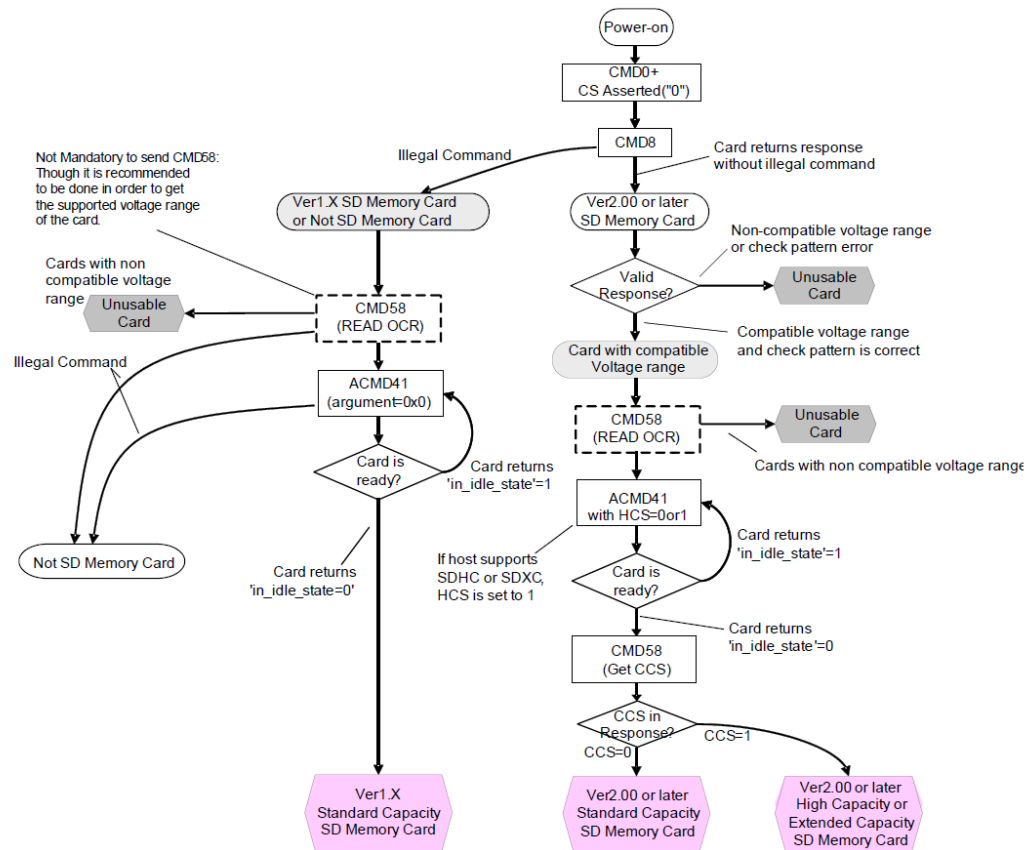 Power-on
CMD0+
CS Asserted("0")
CMD8
Illegal Command
Card returns response
without illegal command
Not Mandatory to send CMD58:
Though it is recommended
to be done in order to get
the supported voltage range
of the card.
Ver1.X SD Memory Card
or Not SD Memory Card
Ver2.00 or later
SD Memory Card
Non-compatible voltage range
or check pattern error
Cards with non
compatible voltage
range
Unusable
Card
CMD58
(READ OCR)
Valid
Response?
Unusable
Card
Compatible voltage range
and check pattern is correct
Card with compatible
Voltage range
Illegal Command
ACMD41
(argument=0x0)
CMD58
(READ OCR)
Unusable
Card
Cards with non compatible voltage range
Card is
ready?
Card returns
'in_idle_state'=1
ACMD41
with HCS=0or1
Card returns
'in_idle_state'=1
If host supports
SDHC or SDXC,
HCS is set to 1
Card is
ready?
Not SD Memory Card
Card returns
'in_idle_state=0'
Card returns
'in_idle_state'=0
CMD58
(Get CCS)
CCS in
Response?
CCS=0
CCS=1
Ver1.X
Standard Capacity
SD Memory Card
Ver2.00 or later
Standard Capacity
SD Memory Card
Ver2.00 or later
High Capacity or
Extended Capacity
SD Memory Card